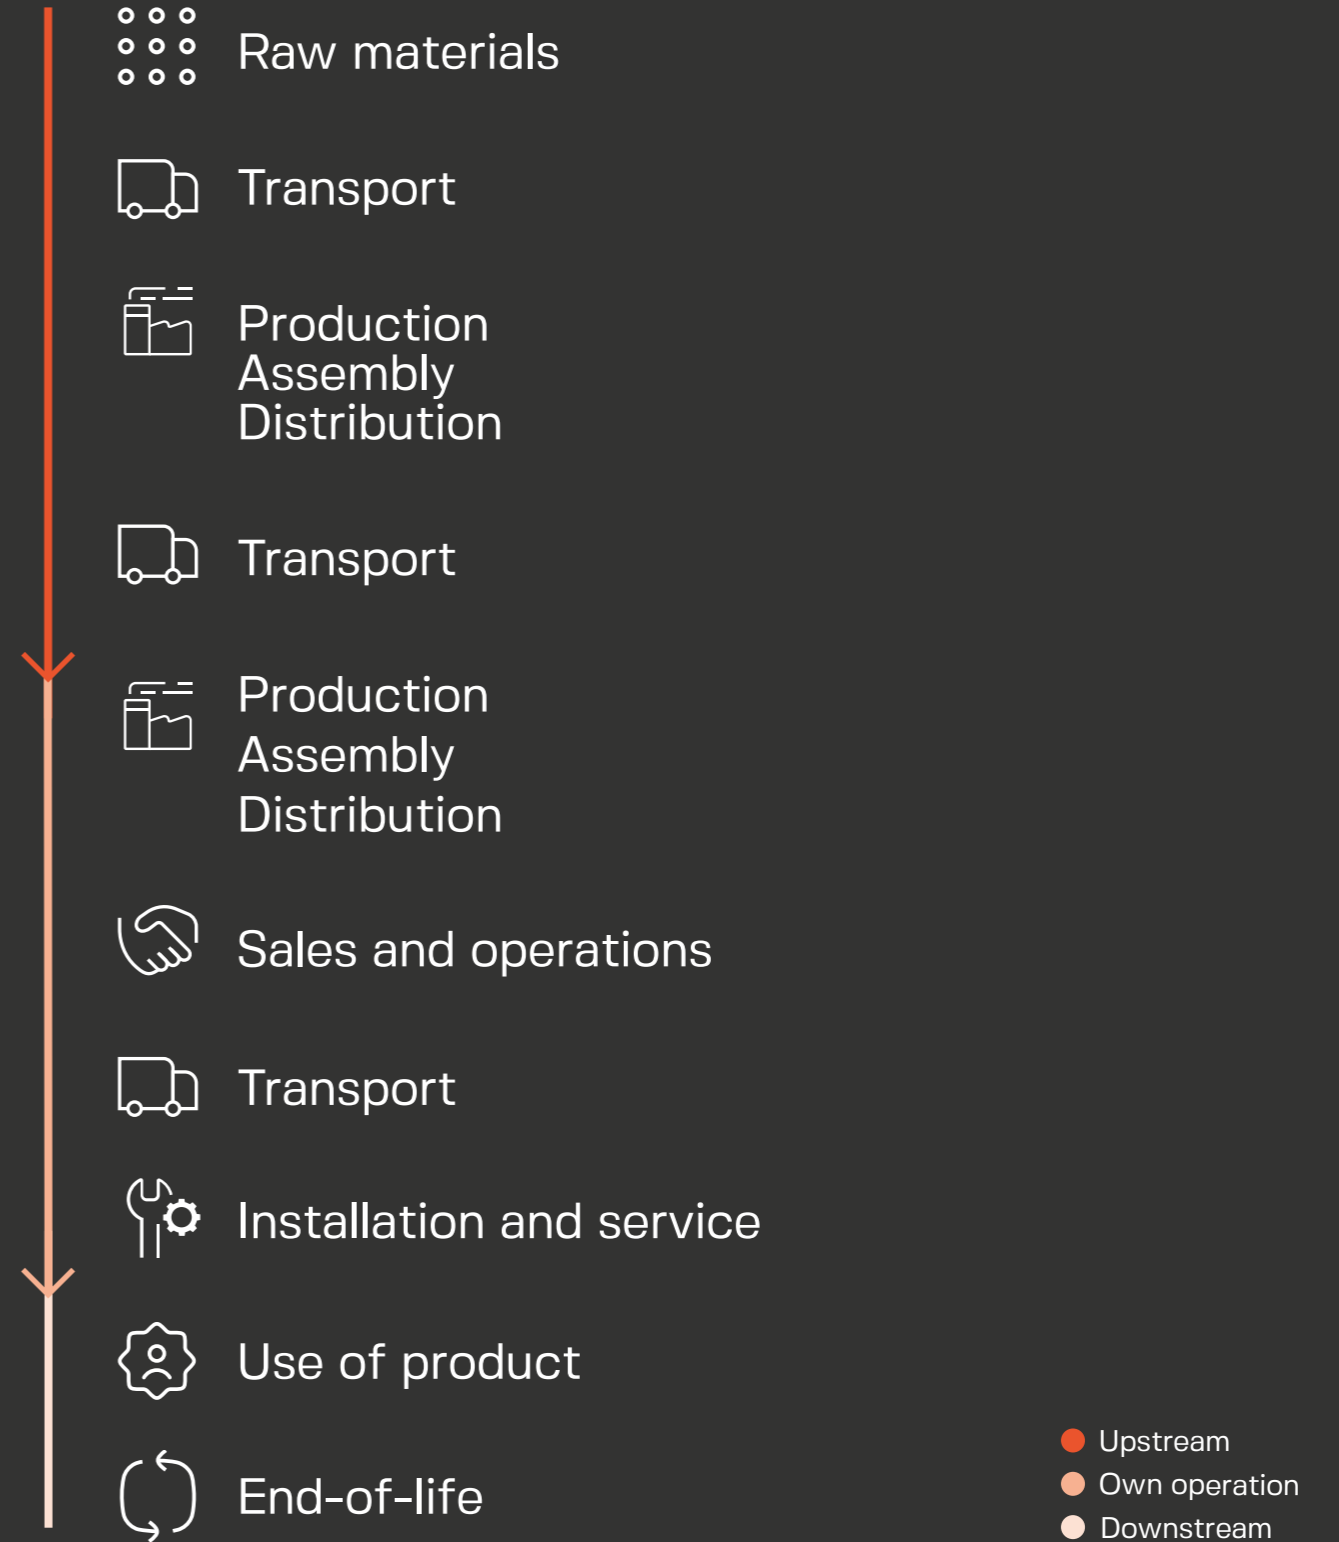 Raw materials
Transport
Production
Assembly
Distribution
Transport
Production
Assembly
Distribution
Sales and operations
Transport
Installation and service
Use of product
End-of-life
Upstream
Own operation
Downstream